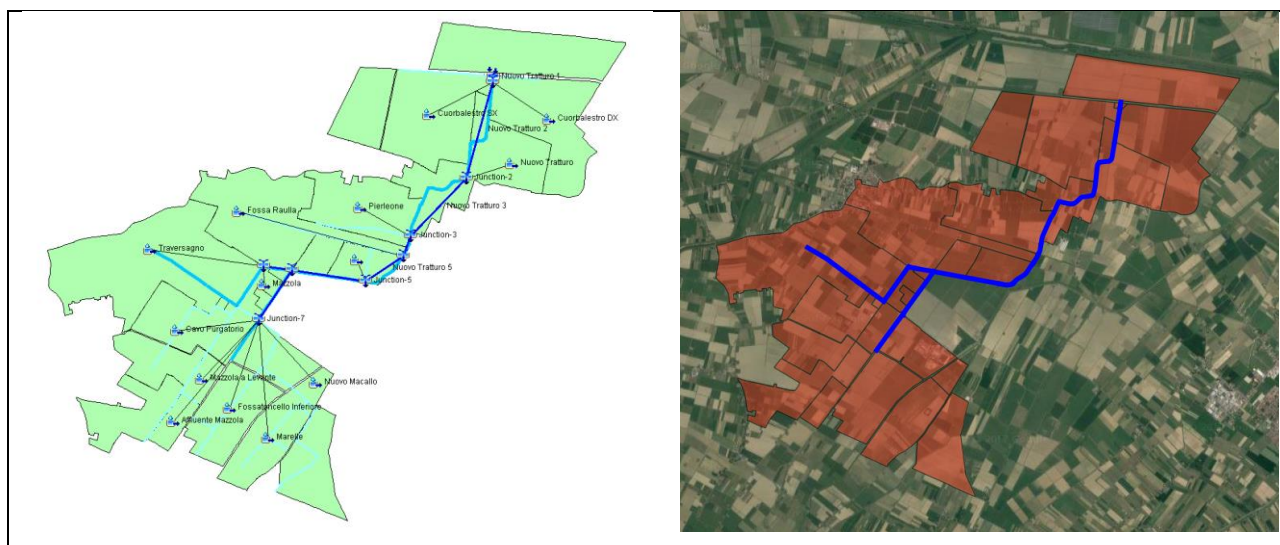 Nuovo Tratturo 1
Cuorbalestro SX
Cuorbalestro DX
Nuovo Tratturo 2
Nuovo Tratturo
Junction-2
Nuovo Tratturo 3
Pierleone
Fossa Raulla
Junction-3
Traversagno
Nuovo Tratturo 5
Junction-5
Mazzola
Junction-7
Cavo Purgatorio
Mazzola a Levante
Nuovo Macallo
Fossatoncello Inferiore
Affluente Mazzola
Marelle